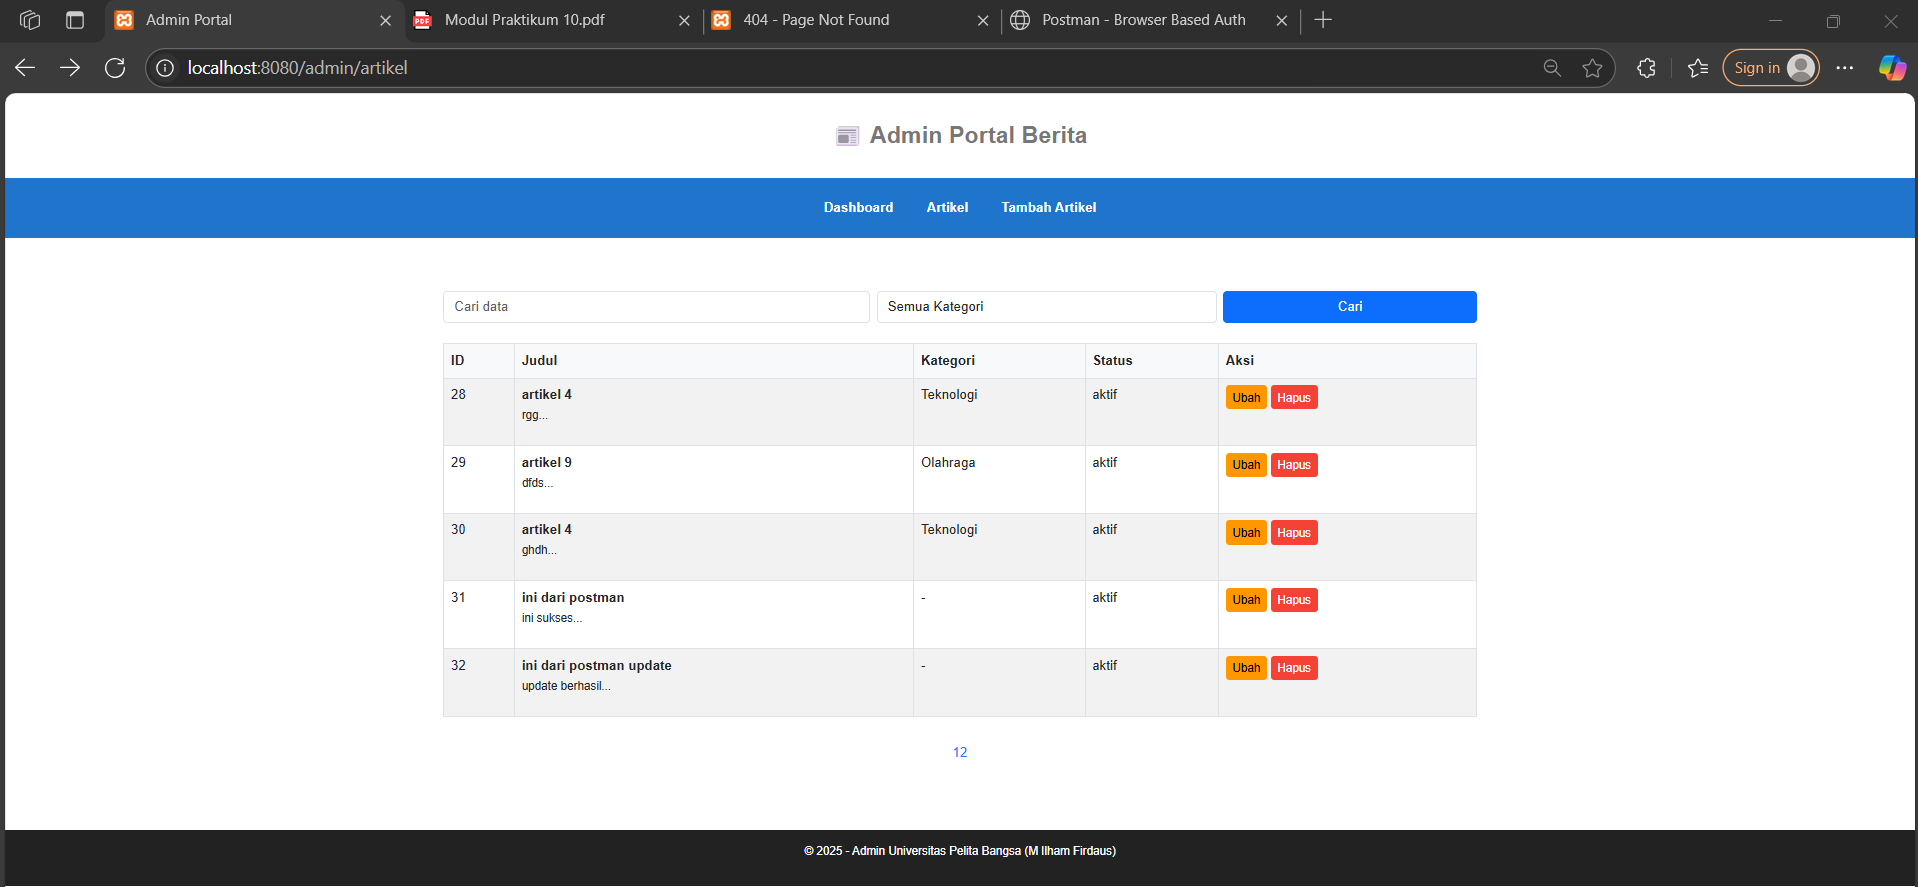 Admin Portal
Modul Praktikum 10.pdf
404 - Page Not Found
Postman - Browser Based Auth
localhost:8080/admin/artikel
Sign in
Admin Portal Berita
Dashboard Artikel Tambah Artikel
Cari data Semua Kategori Cari
ID Judul Kategori Status Aksi
28 artikel 4 Teknologi aktif Ubah Hapus
rgg...
29 artikel 9 Olahraga aktif Ubah Hapus
dfds...
30 artikel 4 Teknologi aktif Ubah Hapus
ghdh...
31 ini dari postman - aktif Ubah Hapus
ini sukses...
32 ini dari postman update - aktif Ubah Hapus
update berhasil...
12
© 2025 - Admin Universitas Pelita Bangsa (M Ilham Firdaus)